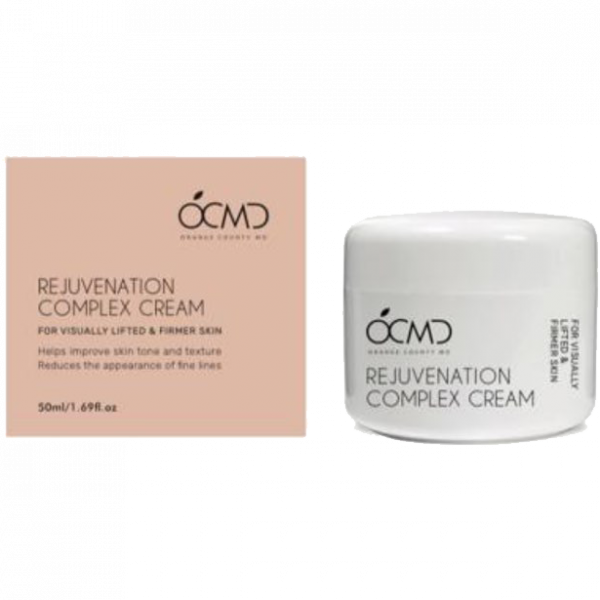 OCMD
ORANGE COUNTY MD
REJUVENATION
COMPLEX CREAM
FOR VISUALLY LIFTED & FIRMER SKIN
Helps improve skin tone and texture
Reduces the appearance of fine lines
50ml/1.69fl.oz
OCMD
ORANGE COUNTY MD
REJUVENATION
COMPLEX CREAM
FOR VISUALLY
LIFTED &
FIRMER SKIN